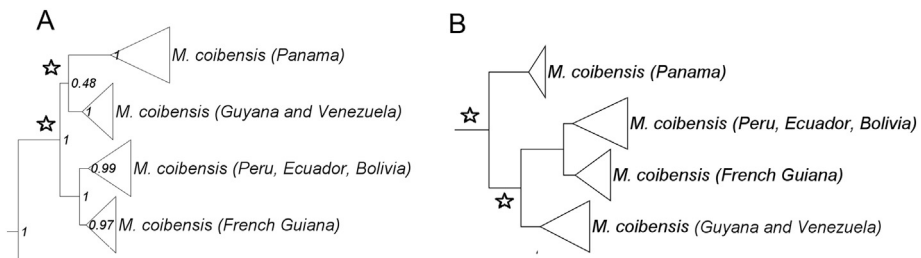 A
1
M. coibensis (Panama)
0.48
1
M. coibensis (Guyana and Venezuela)
1
0.99
M. coibensis (Peru, Ecuador, Bolivia)
1
0.97
M. coibensis (French Guiana)
1
B
M. coibensis (Panama)
M. coibensis (Peru, Ecuador, Bolivia)
M. coibensis (French Guiana)
M. coibensis (Guyana and Venezuela)